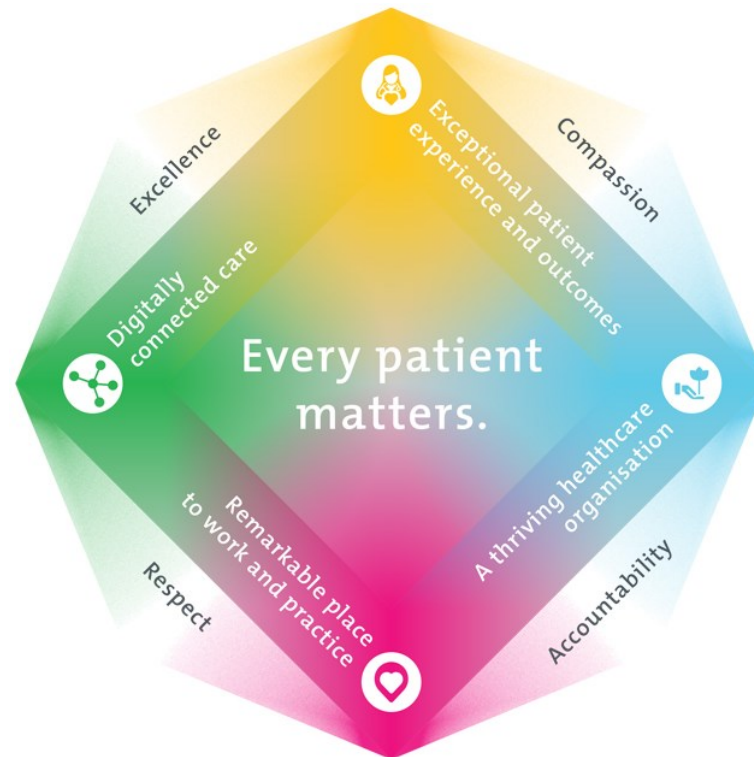 Excellence
Compassion
Exceptional patient
experience and outcomes
Digitally
connected care
Every patient
matters.
Remarkable place
to work and practice
A thriving healthcare
organisation
Respect
Accountability